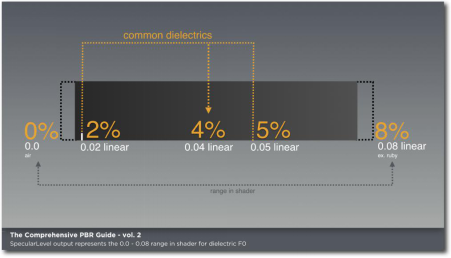 common dielectrics
0% 2% 4% 5% 8%
0.0 0.02 linear 0.04 linear 0.05 linear 0.08 linear
air ex. ruby
range in shader
The Comprehensive PBR Guide - vol. 2
SpecularLevel output represents the 0.0 - 0.08 range in shader for dielectric F0